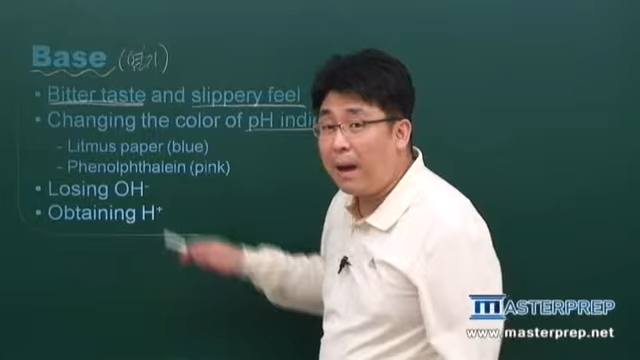 Base (염기)
• Bitter taste and slippery feel
• Changing the color of pH indi
- Litmus paper (blue)
- Phenolphthalein (pink)
• Losing OH⁻
• Obtaining H⁺
MASTERPREP
www.masterprep.net